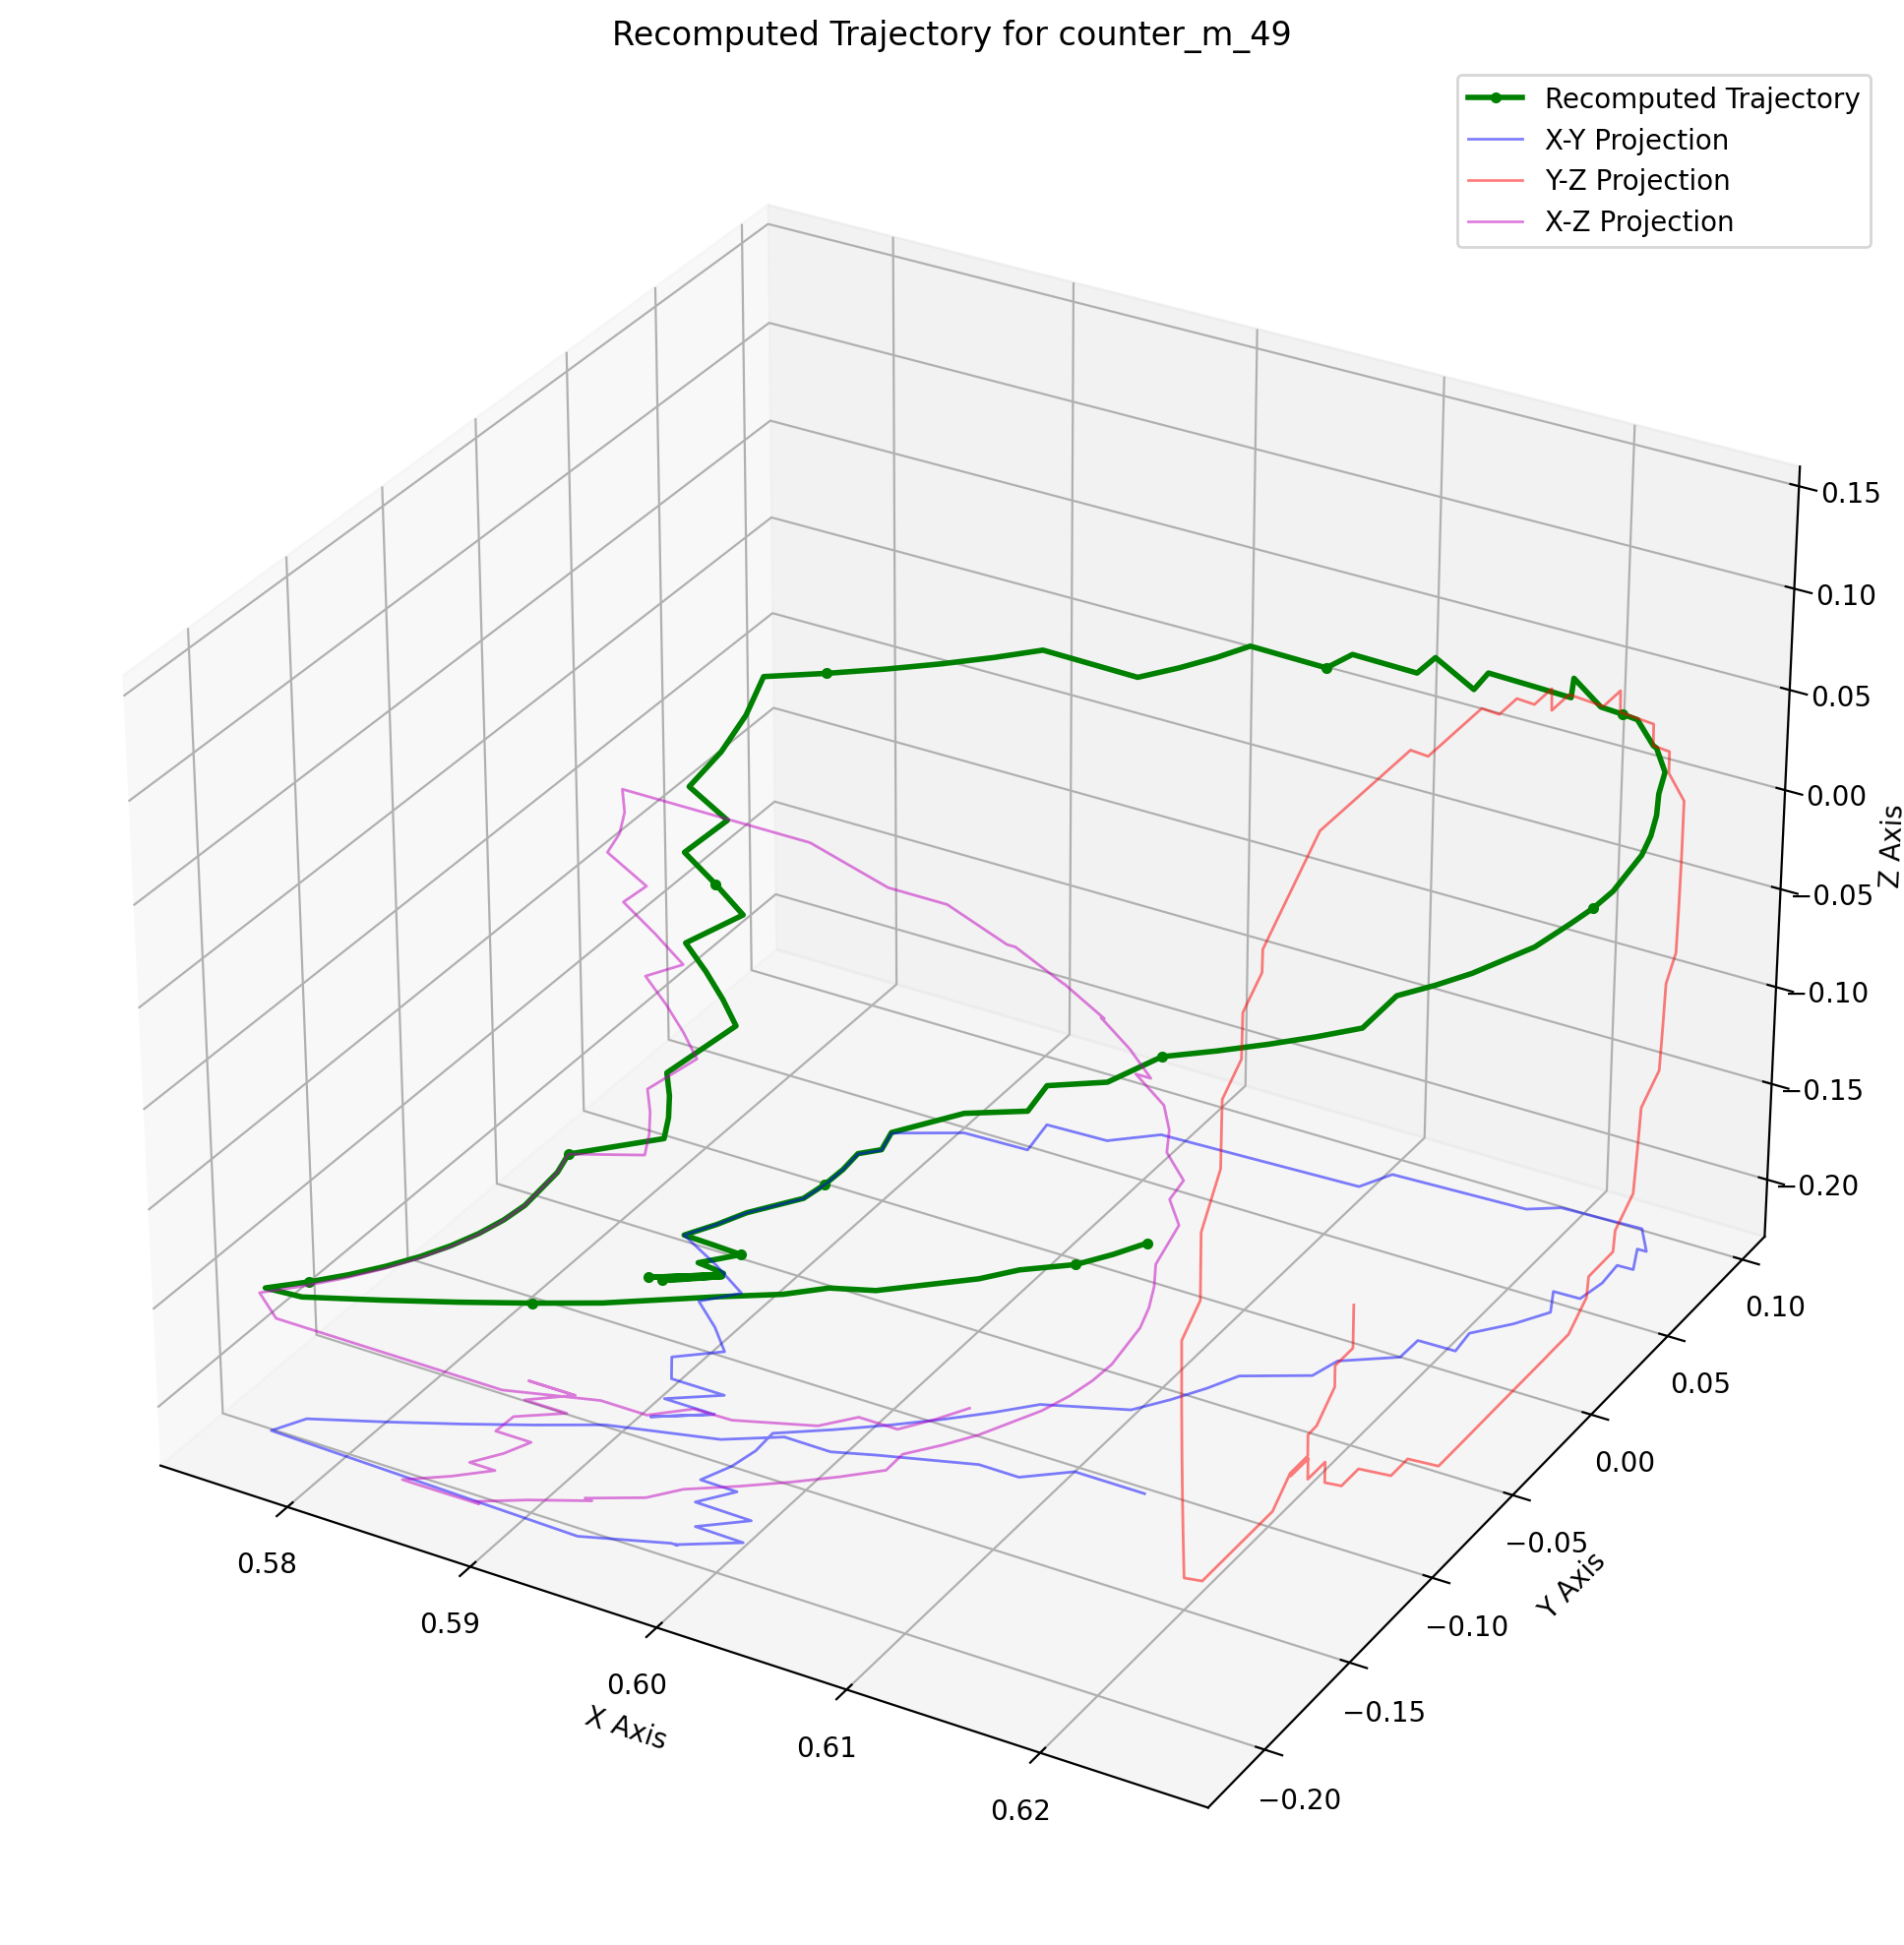 Recomputed Trajectory for counter_m_49
Recomputed Trajectory
X-Y Projection
Y-Z Projection
X-Z Projection
0.15
0.10
0.05
0.00
−0.05
−0.10
−0.15
−0.20
Z Axis
0.10
0.05
0.00
−0.05
−0.10
−0.15
−0.20
Y Axis
0.58
0.59
0.60
0.61
0.62
X Axis